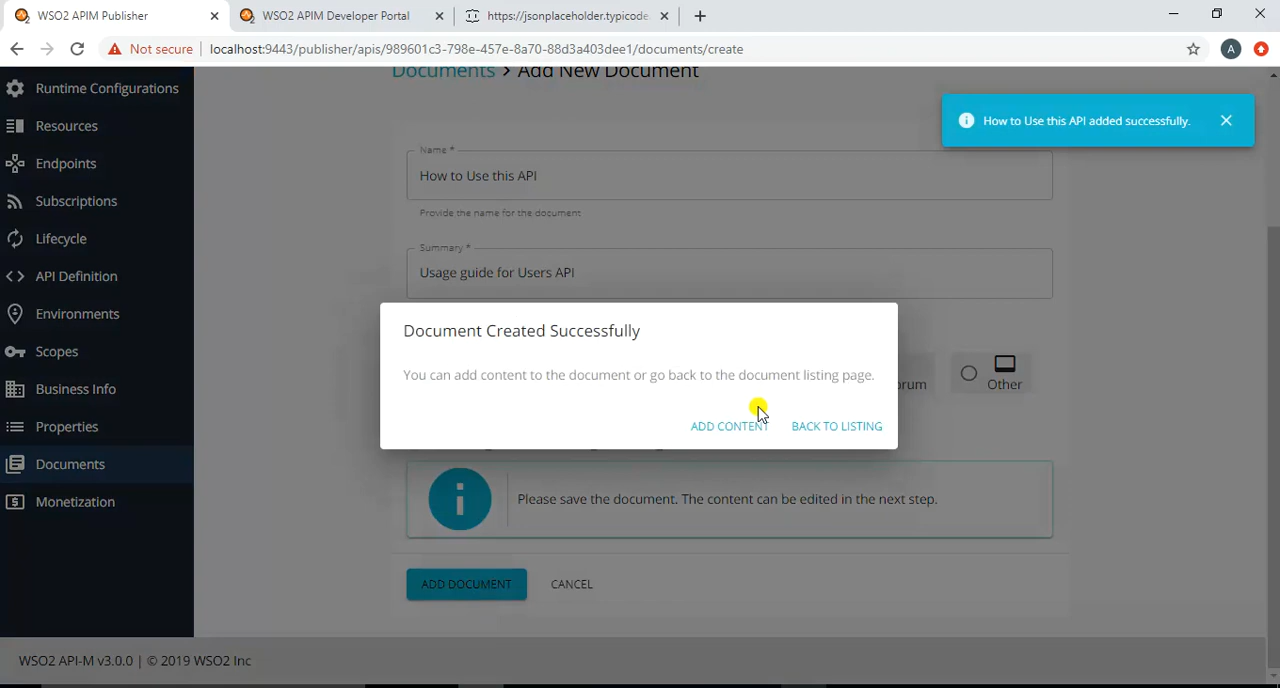 WSO2 APIM Publisher
WSO2 APIM Developer Portal
https://jsonplaceholder.typicode
Not secure
localhost:9443/publisher/apis/989601c3-798e-457e-8a70-88d3a403dee1/documents/create
A
Runtime Configurations
Resources
Endpoints
Subscriptions
Lifecycle
API Definition
Environments
Scopes
Business Info
Properties
Documents
Monetization
Documents > Add New Document
How to Use this API added successfully.
Name *
How to Use this API
Provide the name for the document
Summary *
Usage guide for Users API
orum
Other
Document Created Successfully
You can add content to the document or go back to the document listing page.
ADD CONTENT
BACK TO LISTING
Please save the document. The content can be edited in the next step.
ADD DOCUMENT
CANCEL
WSO2 API-M v3.0.0 | © 2019 WSO2 Inc